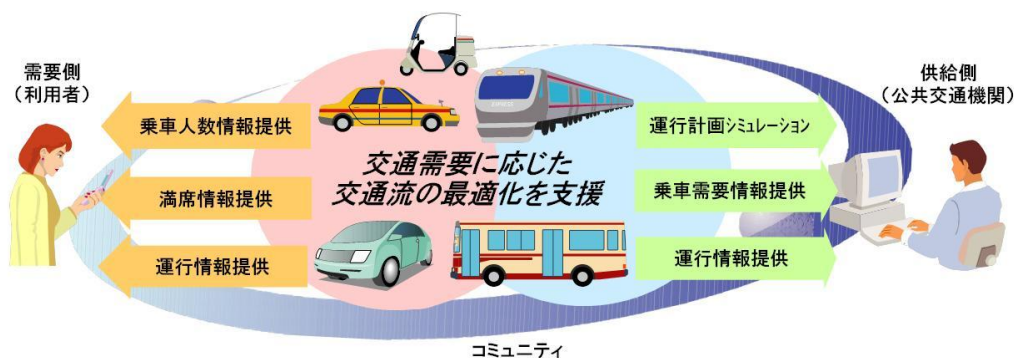 需要側
（利用者）
供給側
（公共交通機関）
乗車人数情報提供
満席情報提供
運行情報提供
EXPRESS
交通需要に応じた
交通流の最適化を支援
運行計画シミュレーション
乗車需要情報提供
運行情報提供
コミュニティ